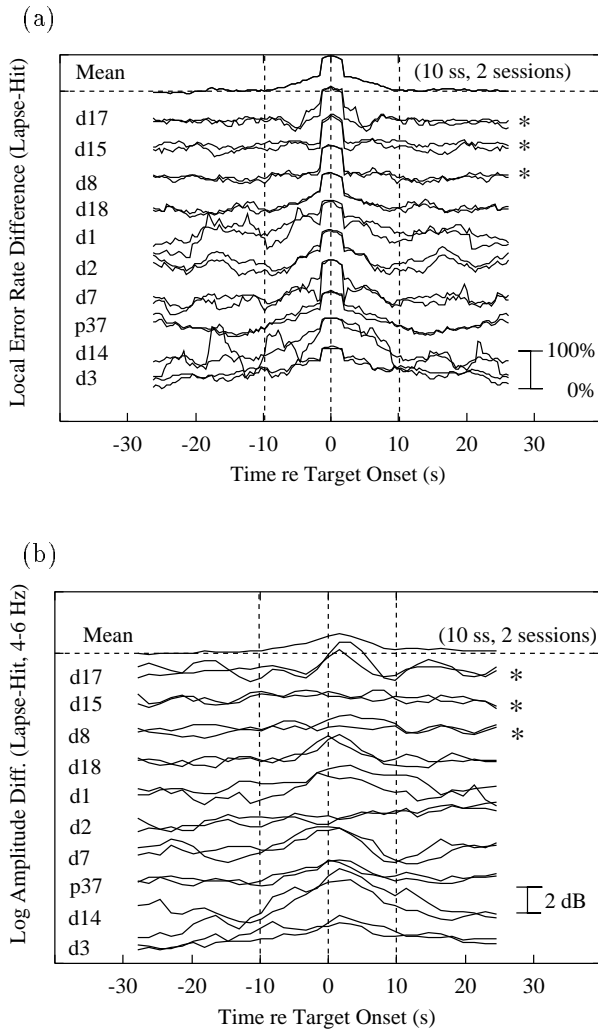 (a)
Local Error Rate Difference (Lapse-Hit)
Mean (10 ss, 2 sessions)
d17 *
d15 *
d8 *
d18
d1
d2
d7
p37
d14 100%
d3 0%
-30 -20 -10 0 10 20 30
Time re Target Onset (s)
(b)
Log Amplitude Diff. (Lapse-Hit, 4-6 Hz)
Mean (10 ss, 2 sessions)
d17 *
d15 *
d8 *
d18
d1
d2
d7
p37
d14 2 dB
d3
-30 -20 -10 0 10 20 30
Time re Target Onset (s)